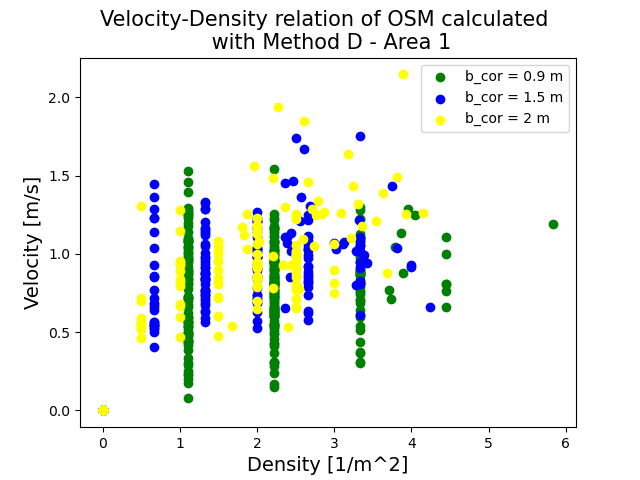 Velocity-Density relation of OSM calculated
with Method D - Area 1
b_cor = 0.9 m
b_cor = 1.5 m
b_cor = 2 m
Velocity [m/s]
2.0
1.5
1.0
0.5
0.0
0 1 2 3 4 5 6
Density [1/m^2]